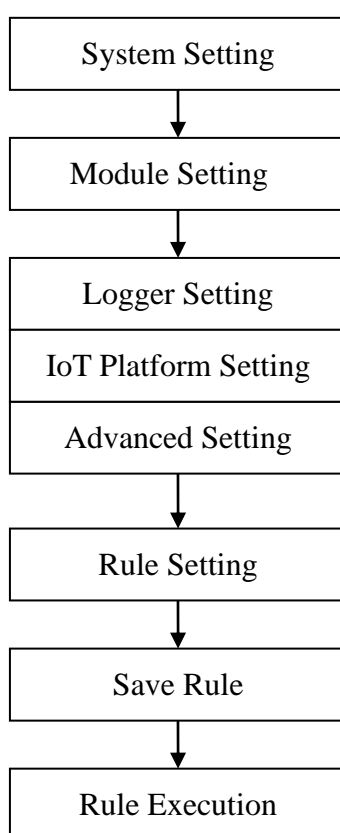 System Setting
Module Setting
Logger Setting
IoT Platform Setting
Advanced Setting
Rule Setting
Save Rule
Rule Execution